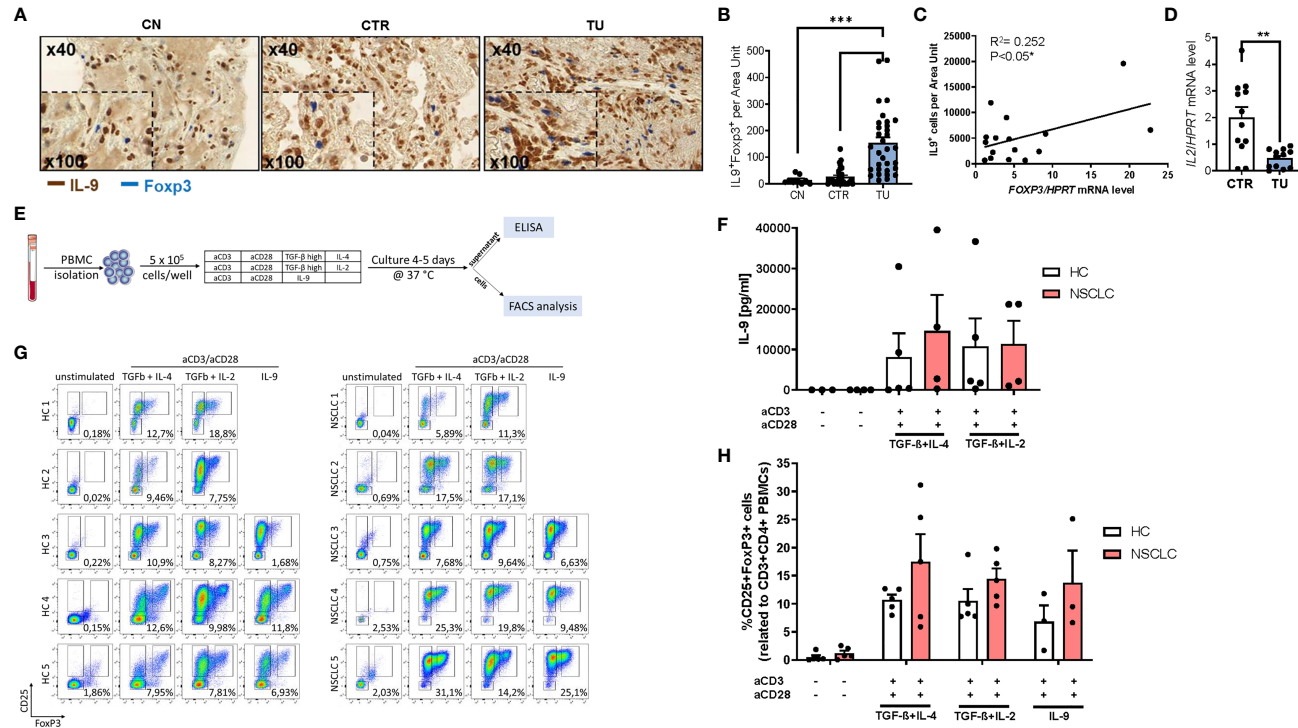 A
CN
CTR
TU
x40
x100
x40
x100
x40
x100
IL-9
Foxp3
B
***
IL9+Foxp3+ per Area Unit
500
400
300
200
100
0
CN
CTR
TU
C
R2= 0.252
P<0.05*
IL9+ cells per Area Unit
25000
20000
15000
10000
5000
0
0
5
10
15
20
25
FOXP3/HPRT mRNA level
D
**
IL2/HPRT mRNA level
5
4
3
2
1
0
CTR
TU
E
PBMC
isolation
5 x 105
cells/well
aCD3 aCD28 TGF-β high IL-4
aCD3 aCD28 TGF-β high IL-2
aCD3 aCD28 IL-9
Culture 4-5 days
@ 37 °C
supernatant
cells
ELISA
FACS analysis
F
IL-9 [pg/ml]
40000
30000
20000
10000
0
HC
NSCLC
aCD3 - - + + + +
aCD28 - - + + + +
TGF-ß+IL-4 TGF-ß+IL-2
G
aCD3/aCD28
unstimulated TGFb + IL-4 TGFb + IL-2 IL-9
HC 1 0,18% 12,7% 18,8%
HC 2 0,02% 9,46% 7,75%
HC 3 0,22% 10,9% 8,27% 1,68%
HC 4 0,15% 12,6% 9,98% 11,8%
HC 5 1,86% 7,95% 7,81% 6,93%
CD25
FoxP3
aCD3/aCD28
unstimulated TGFb + IL-4 TGFb + IL-2 IL-9
NSCLC 1 0,04% 5,89% 11,3%
NSCLC 2 0,69% 17,5% 17,1%
NSCLC 3 0,75% 7,68% 9,64% 6,63%
NSCLC 4 2,53% 25,3% 19,8% 9,48%
NSCLC 5 2,03% 31,1% 14,2% 25,1%
H
%CD25+FoxP3+ cells
(related to CD3+CD4+ PBMCs)
35
30
25
20
15
10
5
0
HC
NSCLC
aCD3 - - + + + + + +
aCD28 - - + + + + + +
TGF-ß+IL-4 TGF-ß+IL-2 IL-9